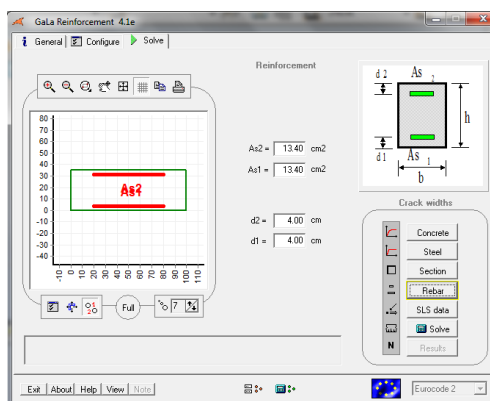 GaLa Reinforcement 4.1e
General Configure Solve
Reinforcement
80
70
60
50
40
30
20
10
0
-10
-20
-30
-40
-10 0 10 20 30 40 50 60 70 80 90 100 110
As2
As1
As2 = 13.40 cm2
As1 = 13.40 cm2
d2 = 4.00 cm
d1 = 4.00 cm
d 2 As 2
h
d 1 As 1
b
Crack widths
Concrete
Steel
Section
Rebar
SLS data
Solve
N Results
Full 7
Exit About Help View Note
Eurocode 2